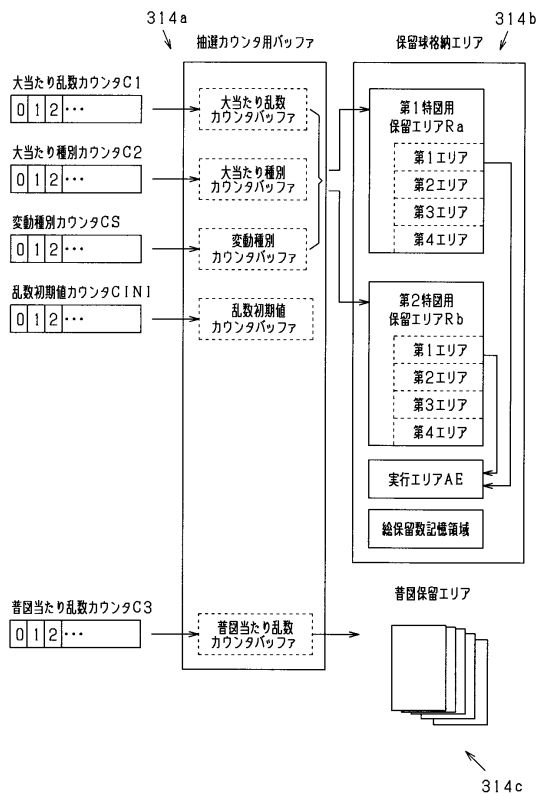 314a
314b
抽選カウンタ用バッファ
保留球格納エリア
大当たり乱数カウンタC1
0 1 2 ･･･
大当たり乱数
カウンタバッファ
大当たり種別カウンタC2
0 1 2 ･･･
大当たり種別
カウンタバッファ
変動種別カウンタCS
0 1 2 ･･･
変動種別
カウンタバッファ
乱数初期値カウンタCINI
0 1 2 ･･･
乱数初期値
カウンタバッファ
第1特図用
保留エリアRa
第1エリア
第2エリア
第3エリア
第4エリア
第2特図用
保留エリアRb
第1エリア
第2エリア
第3エリア
第4エリア
実行エリアAE
総保留数記憶領域
普図当たり乱数カウンタC3
0 1 2 ･･･
普図当たり乱数
カウンタバッファ
普図保留エリア
314c